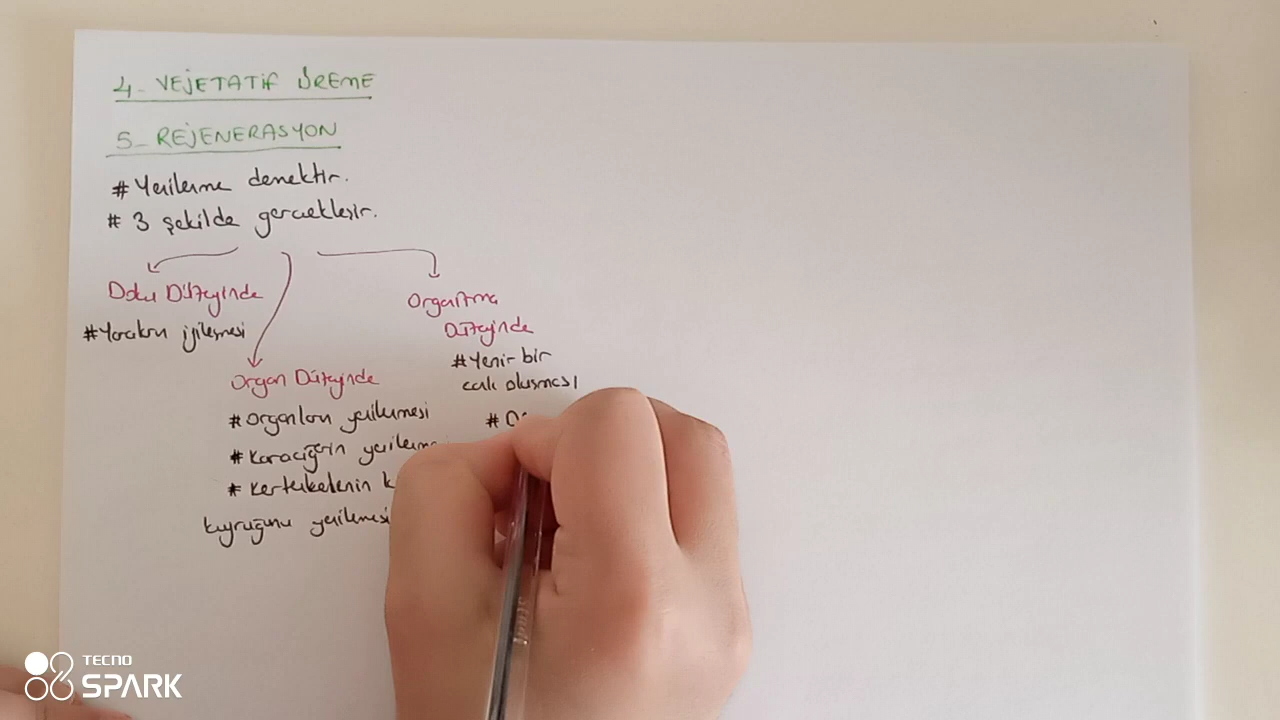 4- VEJETATİF ÜREME
5- REJENERASYON
# Yenilenme demektir.
# 3 şekilde gerçekleşir.
Doku Düzeyinde
# Yaraların iyileşmesi
Organ Düzeyinde
# Organların yenilenmesi
# Karaciğerin
# Kertenkelenin
kuyruğunu yenilemesi
Organizma
Düzeyinde
# Yeni bir
canlı oluşması
#
TECNO
SPARK